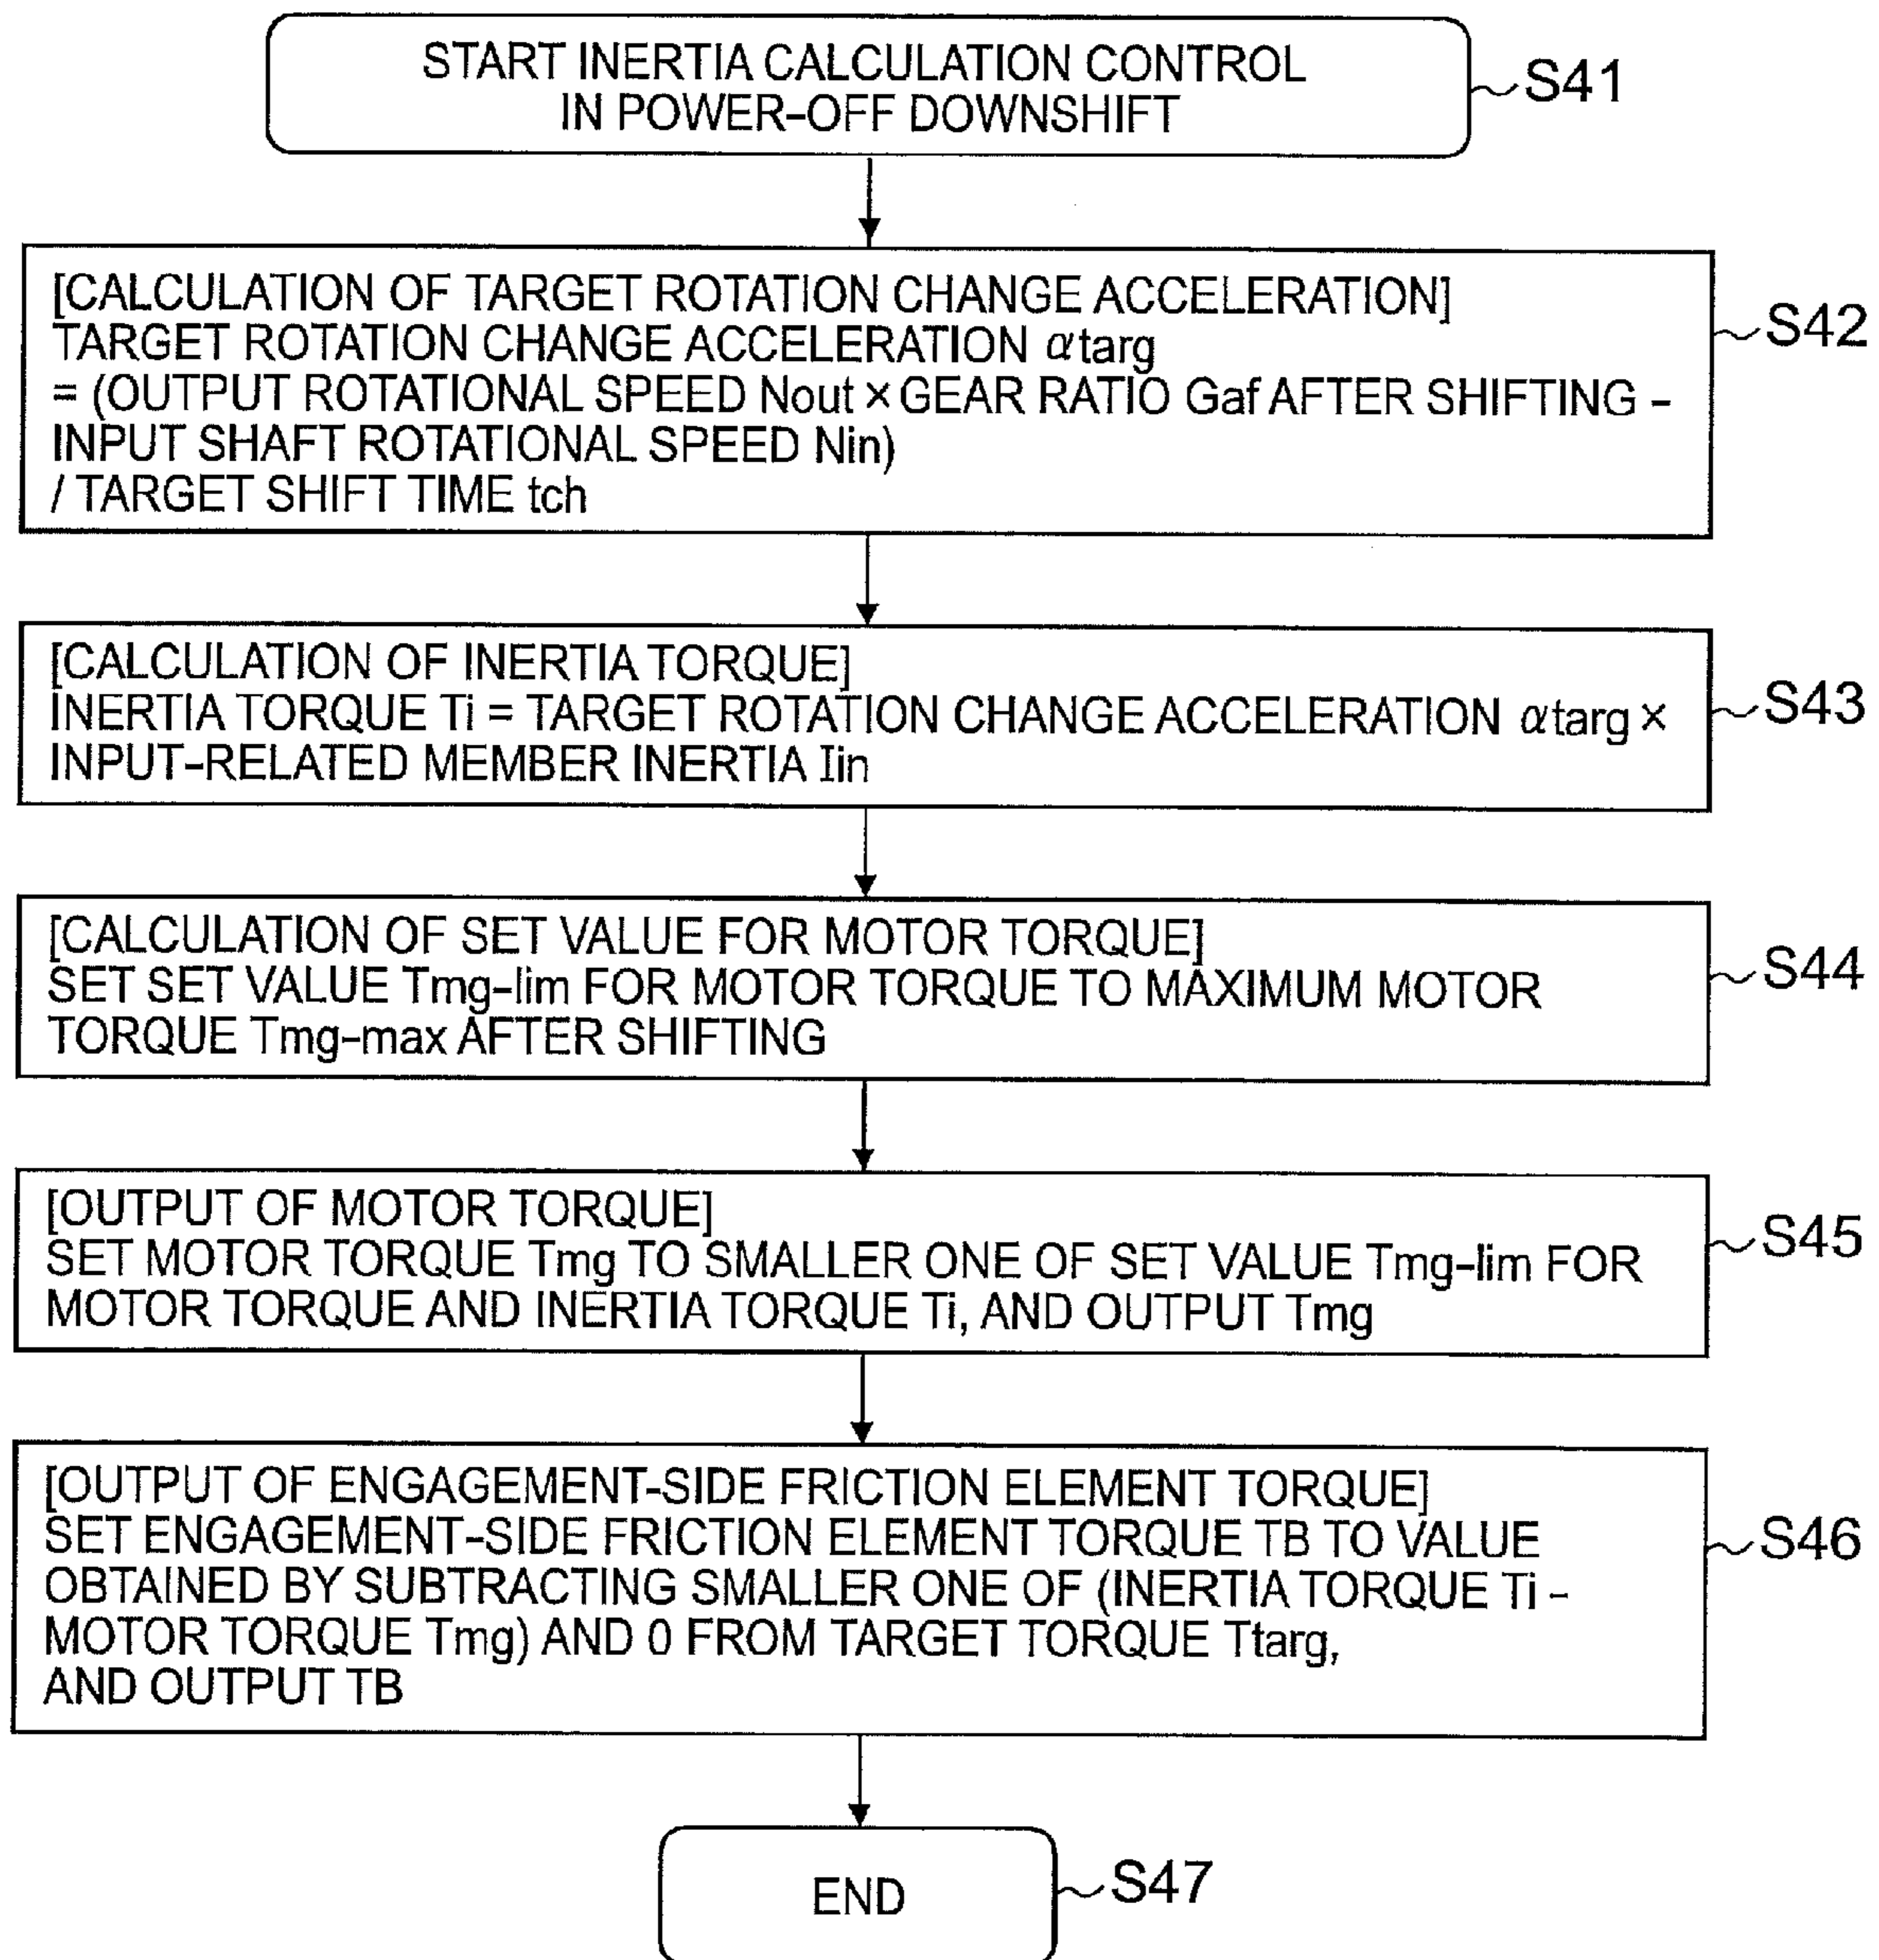 START INERTIA CALCULATION CONTROL
IN POWER-OFF DOWNSHIFT
S41
[CALCULATION OF TARGET ROTATION CHANGE ACCELERATION]
TARGET ROTATION CHANGE ACCELERATION αtarg
= (OUTPUT ROTATIONAL SPEED Nout × GEAR RATIO Gaf AFTER SHIFTING -
INPUT SHAFT ROTATIONAL SPEED Nin)
/ TARGET SHIFT TIME tch
S42
[CALCULATION OF INERTIA TORQUE]
INERTIA TORQUE Ti = TARGET ROTATION CHANGE ACCELERATION αtarg ×
INPUT-RELATED MEMBER INERTIA Iin
S43
[CALCULATION OF SET VALUE FOR MOTOR TORQUE]
SET SET VALUE Tmg-lim FOR MOTOR TORQUE TO MAXIMUM MOTOR
TORQUE Tmg-max AFTER SHIFTING
S44
[OUTPUT OF MOTOR TORQUE]
SET MOTOR TORQUE Tmg TO SMALLER ONE OF SET VALUE Tmg-lim FOR
MOTOR TORQUE AND INERTIA TORQUE Ti, AND OUTPUT Tmg
S45
[OUTPUT OF ENGAGEMENT-SIDE FRICTION ELEMENT TORQUE]
SET ENGAGEMENT-SIDE FRICTION ELEMENT TORQUE TB TO VALUE
OBTAINED BY SUBTRACTING SMALLER ONE OF (INERTIA TORQUE Ti -
MOTOR TORQUE Tmg) AND 0 FROM TARGET TORQUE Ttarg,
AND OUTPUT TB
S46
END
S47